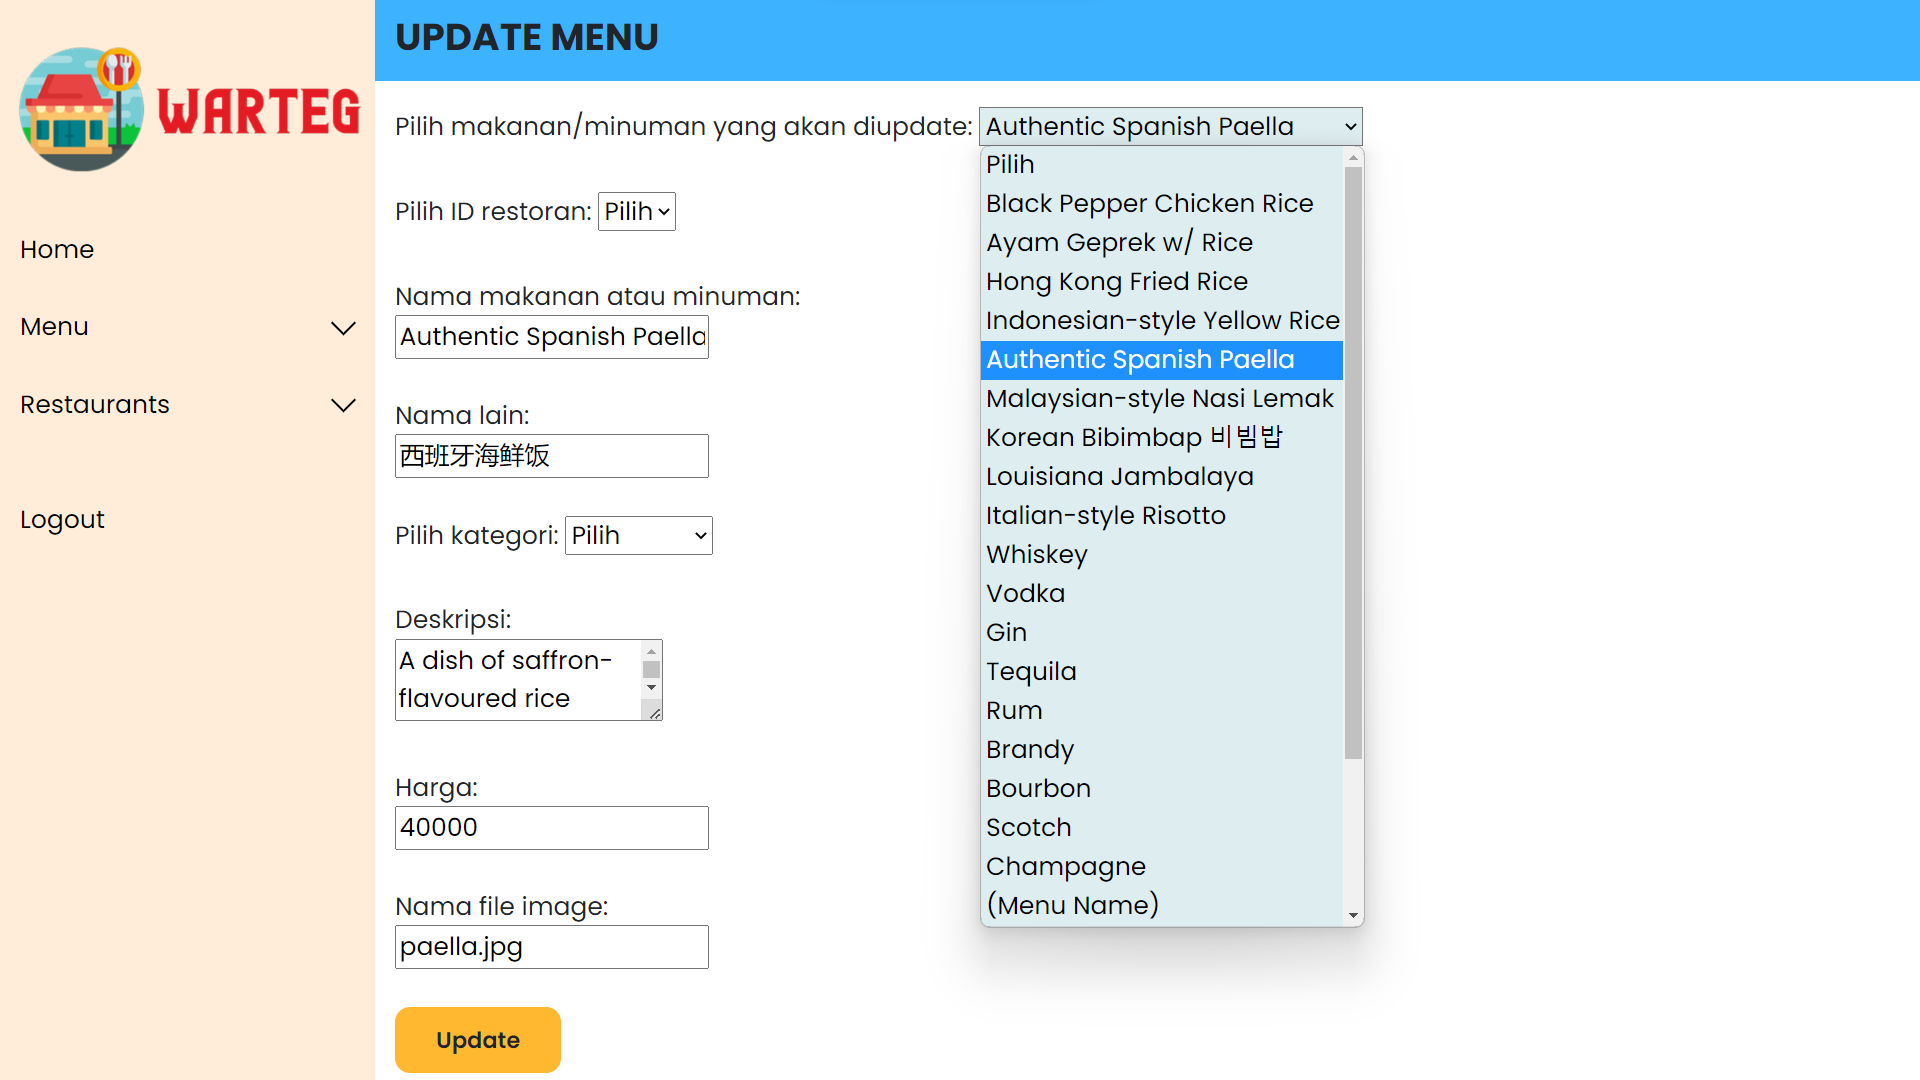 WARTEG
Home
Menu
Restaurants
Logout
UPDATE MENU
Pilih makanan/minuman yang akan diupdate: Authentic Spanish Paella
Pilih
Black Pepper Chicken Rice
Ayam Geprek w/ Rice
Hong Kong Fried Rice
Indonesian-style Yellow Rice
Authentic Spanish Paella
Malaysian-style Nasi Lemak
Korean Bibimbap 비빔밥
Louisiana Jambalaya
Italian-style Risotto
Whiskey
Vodka
Gin
Tequila
Rum
Brandy
Bourbon
Scotch
Champagne
(Menu Name)
Pilih ID restoran: Pilih
Nama makanan atau minuman:
Authentic Spanish Paella
Nama lain:
西班牙海鲜饭
Pilih kategori: Pilih
Deskripsi:
A dish of saffron-
flavoured rice
Harga:
40000
Nama file image:
paella.jpg
Update